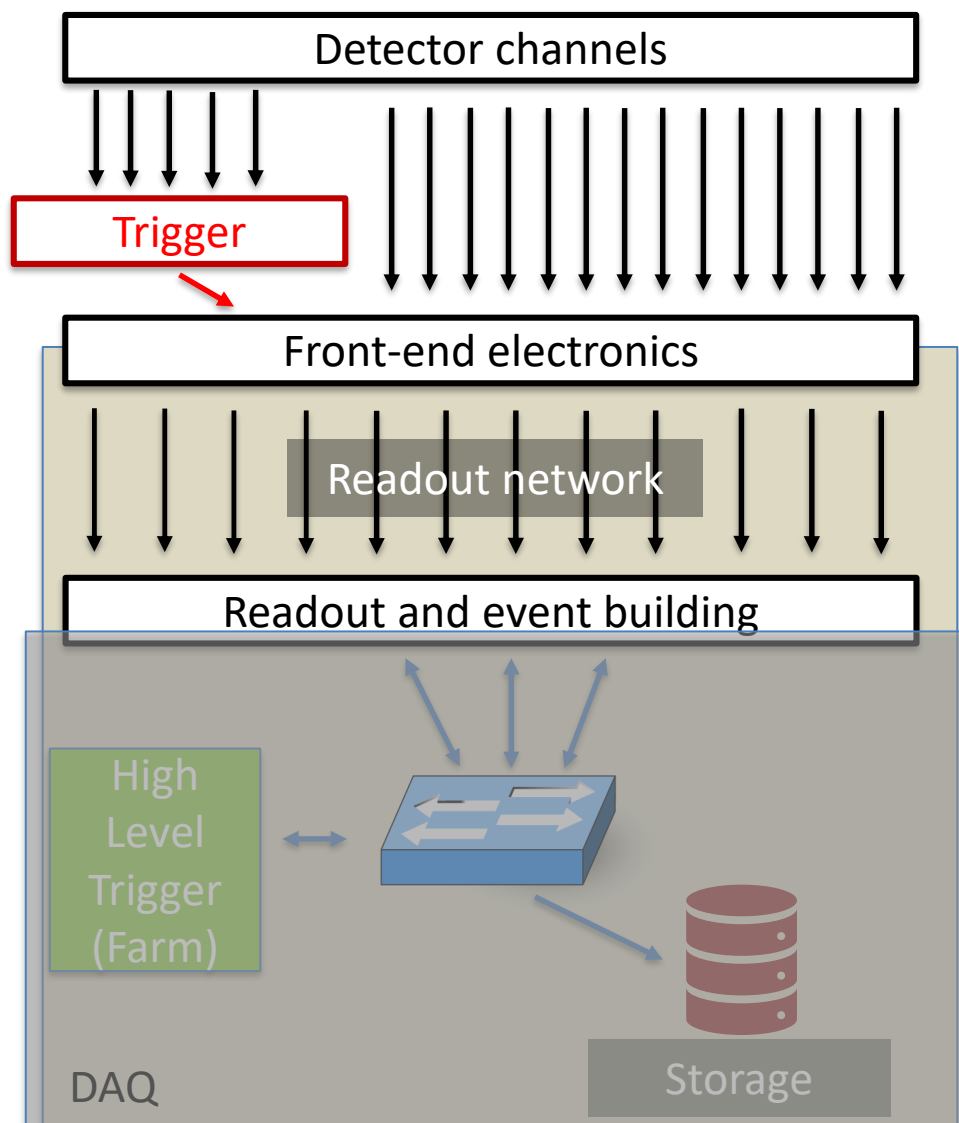 Detector channels
Trigger
Front-end electronics
Readout network
Readout and event building
High
Level
Trigger
(Farm)
Storage
DAQ